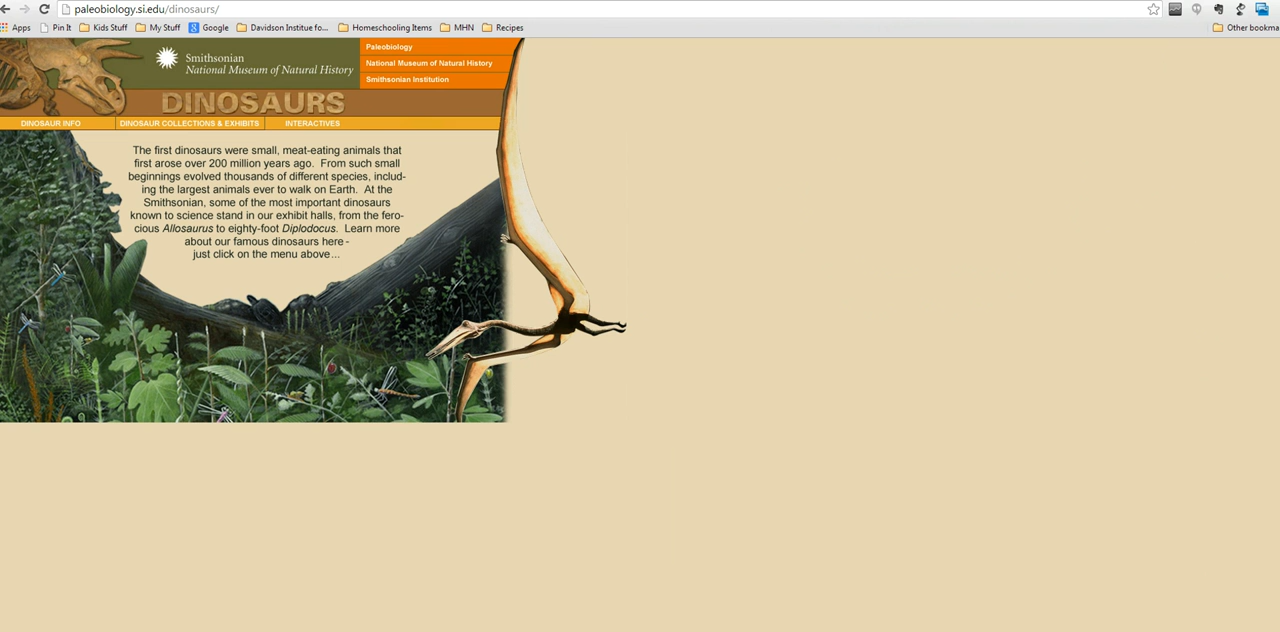 paleobiology.si.edu/dinosaurs/
Apps Pin It Kids Stuff My Stuff Google Davidson Institue fo... Homeschooling Items MHN Recipes Other bookma
Smithsonian
National Museum of Natural History
Paleobiology
National Museum of Natural History
Smithsonian Institution
DINOSAURS
DINOSAUR INFO DINOSAUR COLLECTIONS & EXHIBITS INTERACTIVES
The first dinosaurs were small, meat-eating animals that
first arose over 200 million years ago. From such small
beginnings evolved thousands of different species, includ-
ing the largest animals ever to walk on Earth. At the
Smithsonian, some of the most important dinosaurs
known to science stand in our exhibit halls, from the fero-
cious Allosaurus to eighty-foot Diplodocus. Learn more
about our famous dinosaurs here -
just click on the menu above...